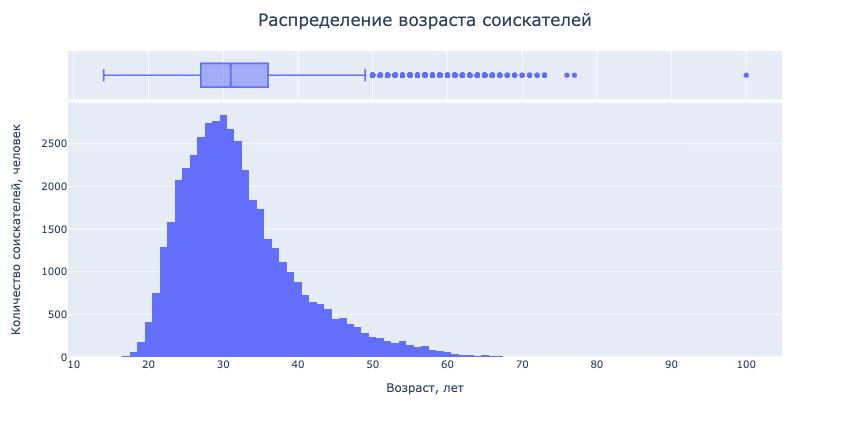 Распределение возраста соискателей
Количество соискателей, человек
2500
2000
1500
1000
500
0
10 20 30 40 50 60 70 80 90 100
Возраст, лет